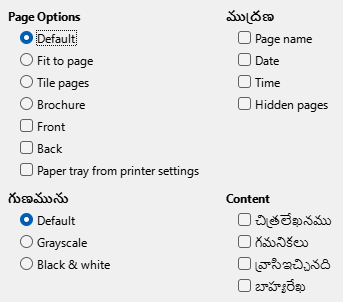 Page Options
Default
Fit to page
Tile pages
Brochure
Front
Back
Paper tray from printer settings
ముద్రణ
Page name
Date
Time
Hidden pages
గుణమును
Default
Grayscale
Black & white
Content
చిత్రలేఖనము
గమనికలు
వ్రాసిఇచ్చినది
బాహ్యరేఖ